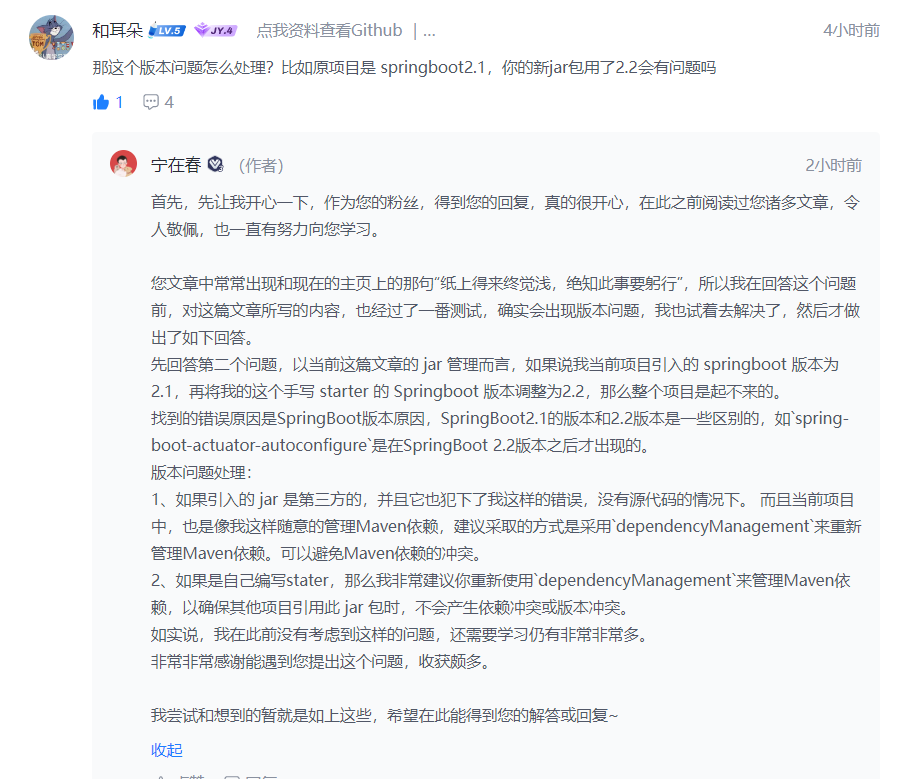 和耳朵 LV.5 JY.4 点我资料查看Github | ... 4小时前
那这个版本问题怎么处理？比如原项目是 springboot2.1，你的新jar包用了2.2会有问题吗
1 4
宁在春 （作者） 2小时前
首先，先让我开心一下，作为您的粉丝，得到您的回复，真的很开心，在此之前阅读过您诸多文章，令
人敬佩，也一直有努力向您学习。
您文章中常常出现和现在的主页上的那句“纸上得来终觉浅，绝知此事要躬行”，所以我在回答这个问题
前，对这篇文章所写的内容，也经过了一番测试，确实会出现版本问题，我也试着去解决了，然后才做
出了如下回答。
先回答第二个问题，以当前这篇文章的 jar 管理而言，如果说我当前项目引入的 springboot 版本为
2.1，再将我的这个手写 starter 的 Springboot 版本调整为2.2，那么整个项目是起不来的。
找到的错误原因是SpringBoot版本原因，SpringBoot2.1的版本和2.2版本是一些区别的，如`spring-
boot-actuator-autoconfigure`是在SpringBoot 2.2版本之后才出现的。
版本问题处理：
1、如果引入的 jar 是第三方的，并且它也犯下了我这样的错误，没有源代码的情况下。 而且当前项目
中，也是像我这样随意的管理Maven依赖，建议采取的方式是采用`dependencyManagement`来重新
管理Maven依赖。可以避免Maven依赖的冲突。
2、如果是自己编写stater，那么我非常建议你重新使用`dependencyManagement`来管理Maven依
赖，以确保其他项目引用此 jar 包时，不会产生依赖冲突或版本冲突。
如实说，我在此前没有考虑到这样的问题，还需要学习仍有非常非常多。
非常非常感谢能遇到您提出这个问题，收获颇多。
我尝试和想到的暂就是如上这些，希望在此能得到您的解答或回复~
收起